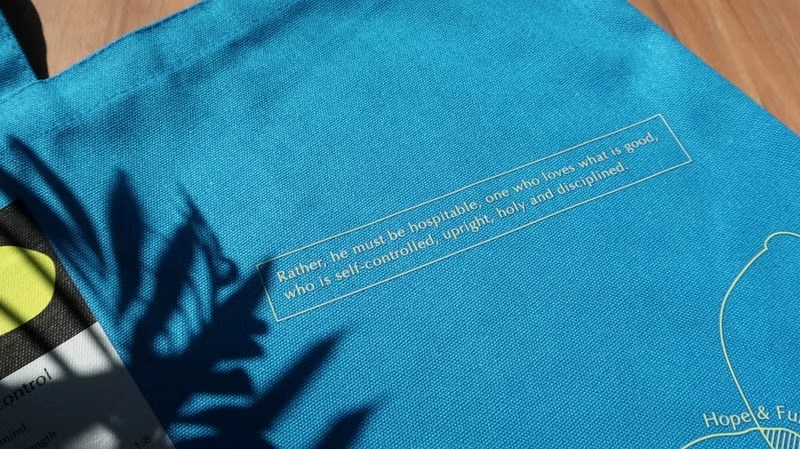 Rather, he must be hospitable, one who loves what is good,
who is self-controlled, upright, holy and disciplined.
Hope &
control
mind,